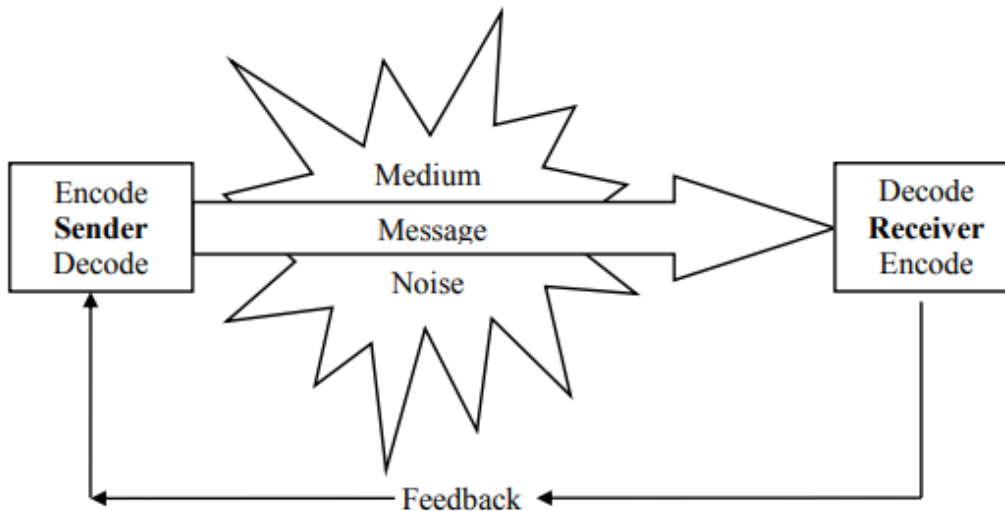 Encode
Sender
Decode
Medium
Message
Noise
Decode
Receiver
Encode
Feedback